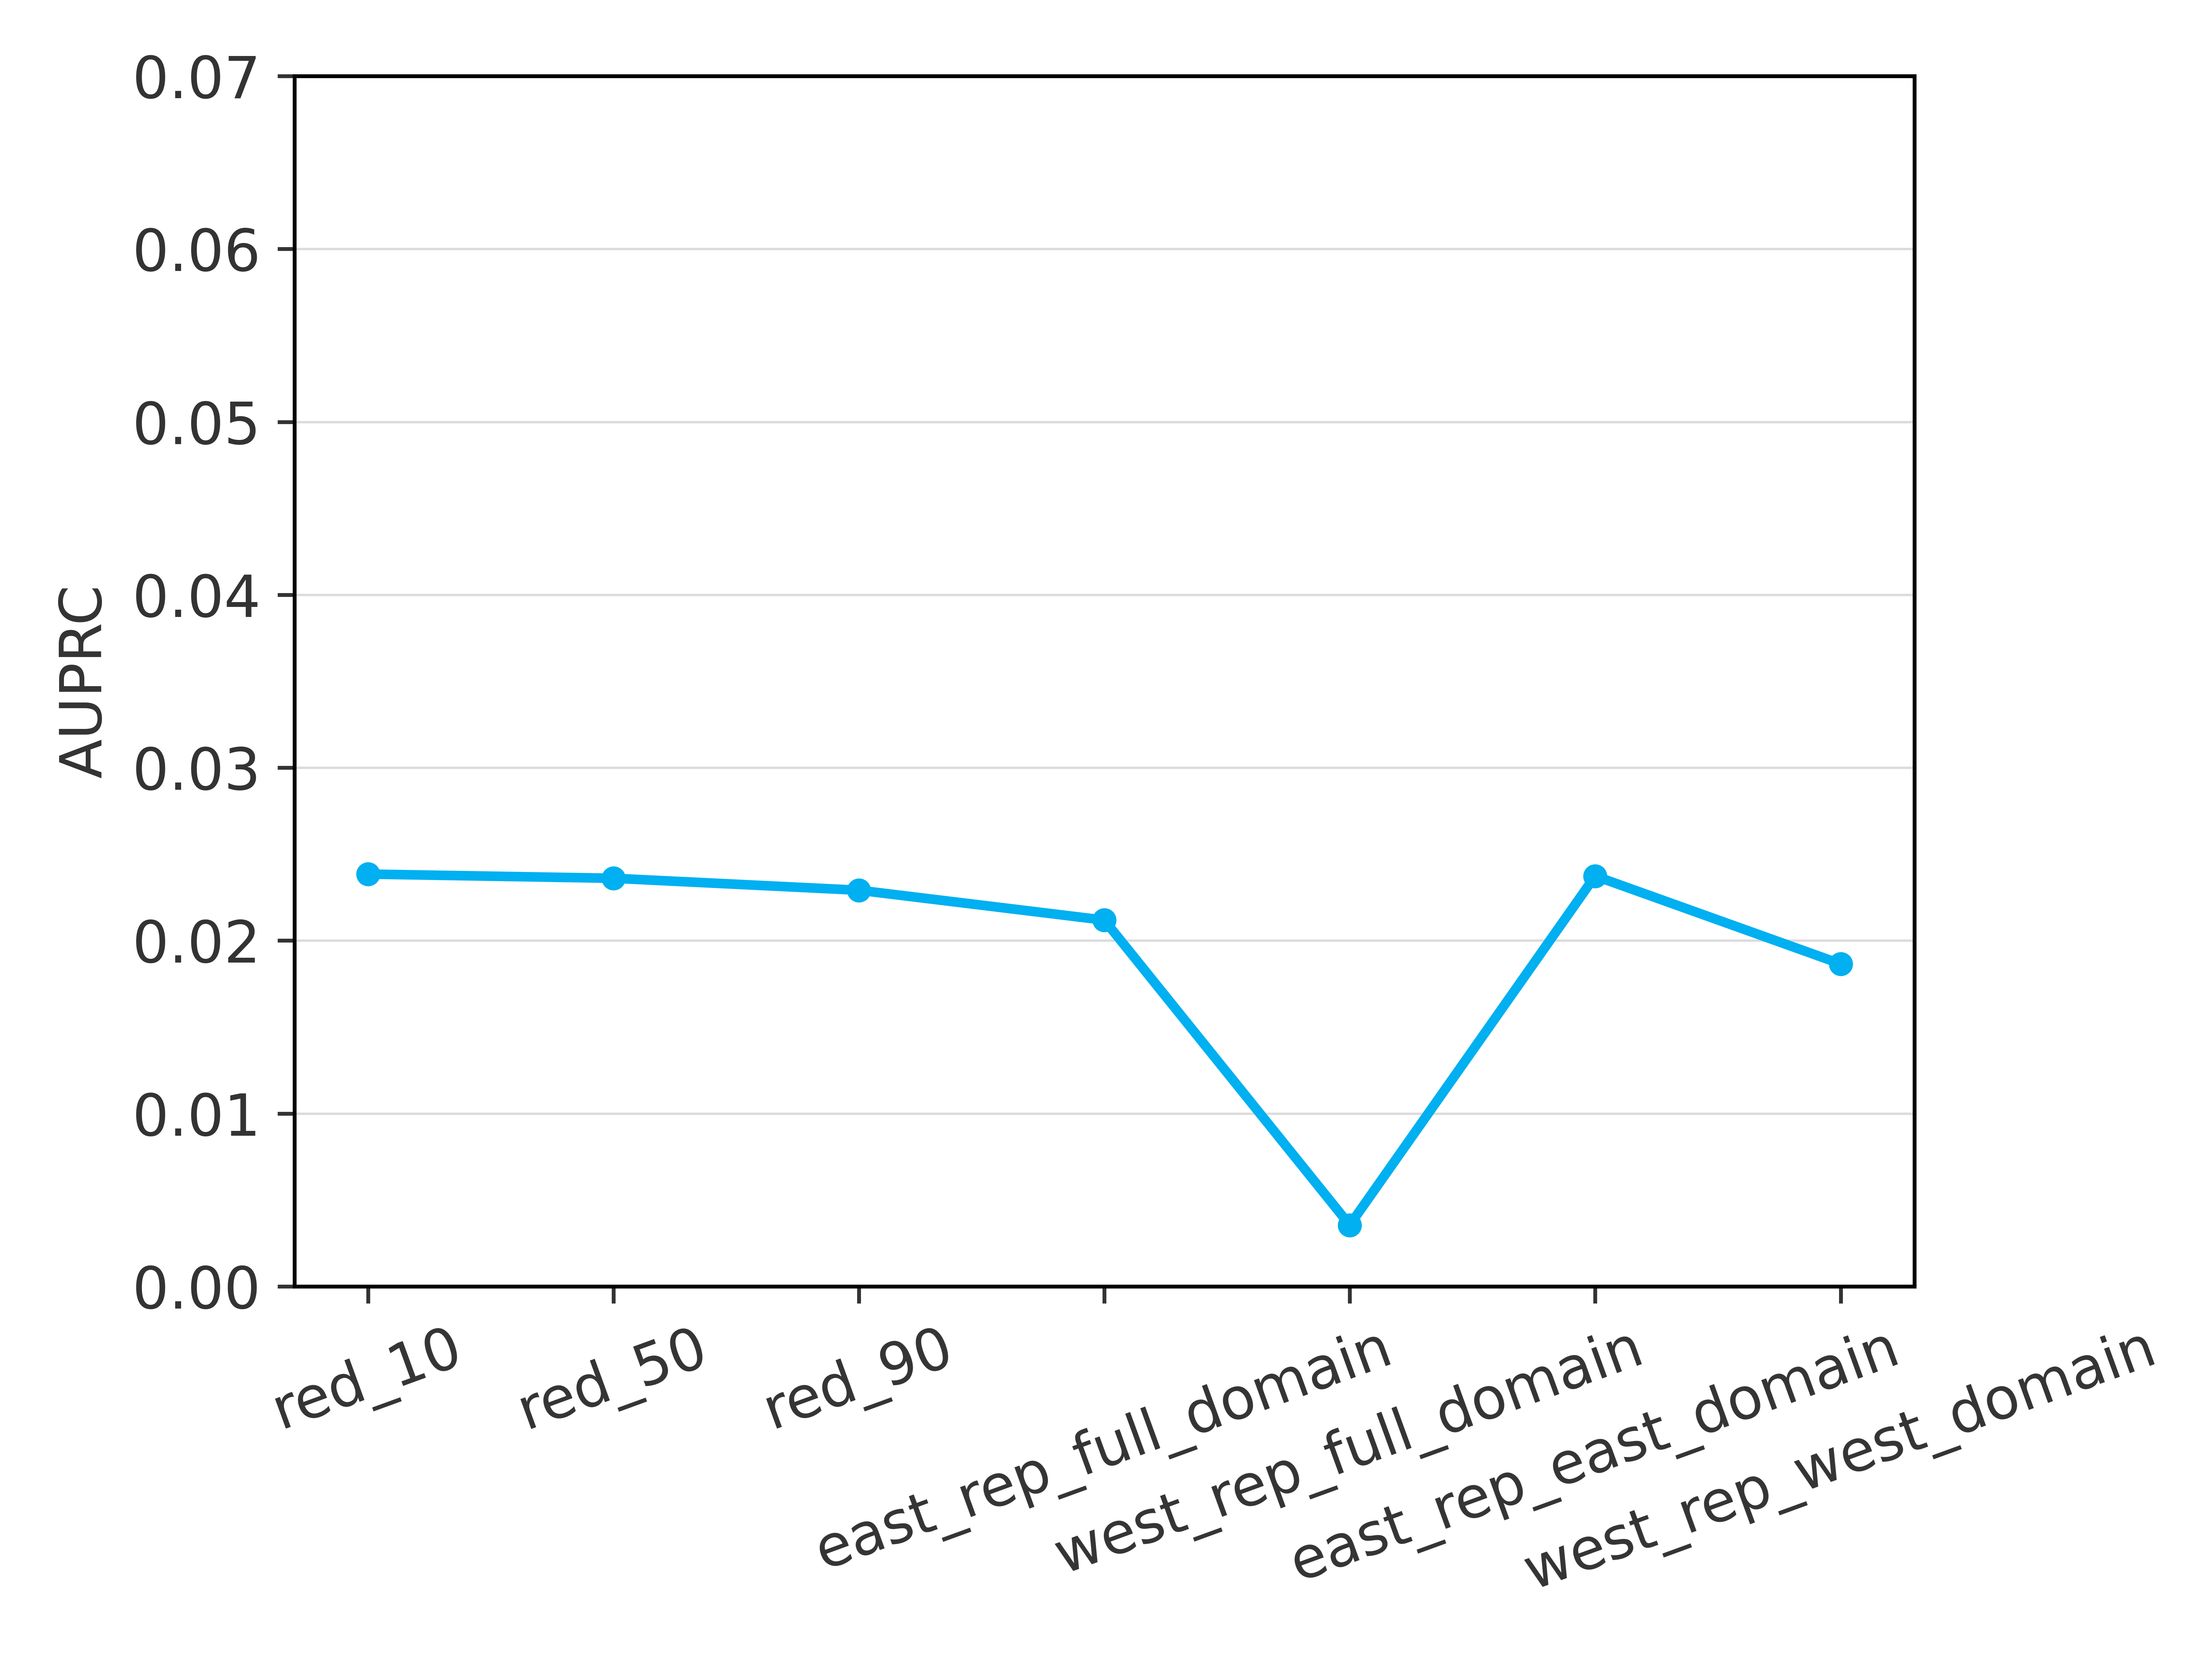 0.07
0.06
0.05
0.04
0.03
0.02
0.01
0.00
AUPRC
red_10
red_50
red_90
east_rep_full_domain
west_rep_full_domain
east_rep_east_domain
west_rep_west_domain